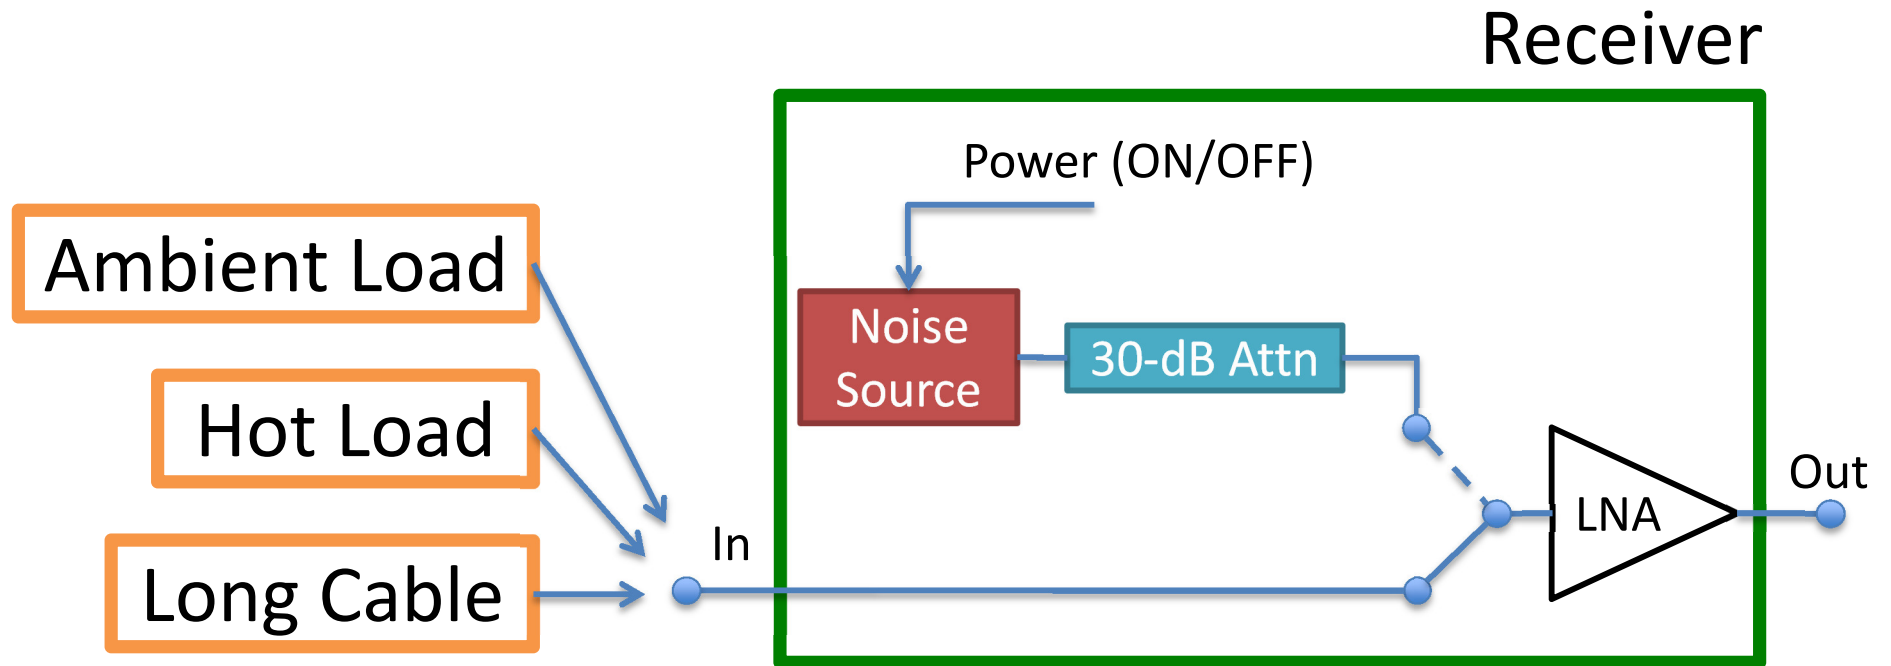 Receiver
Power (ON/OFF)
Ambient Load
Noise
Source
30-dB Attn
Hot Load
Out
LNA
In
Long Cable